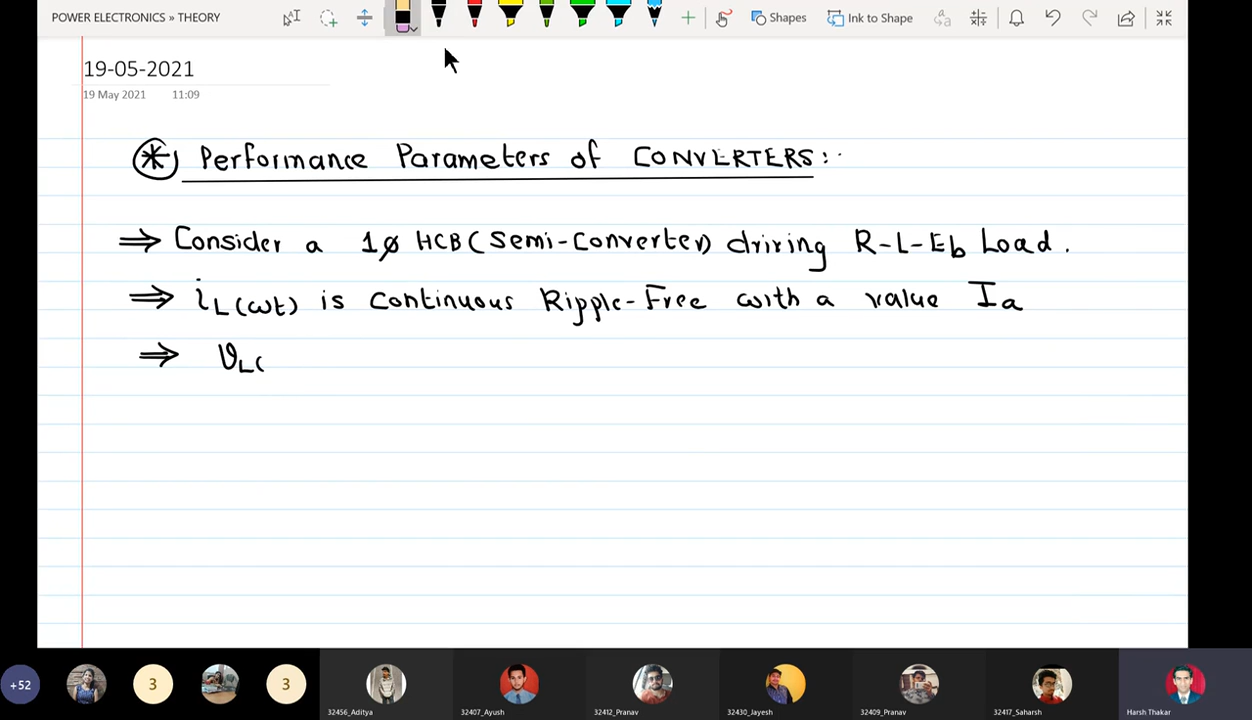 POWER ELECTRONICS » THEORY
Shapes
Ink to Shape
19-05-2021
19 May 2021 11:09
* Performance Parameters of CONVERTERS:-
⇒ Consider a 1ø HCB (Semi-Converter) driving R-L-Eb Load.
⇒ iL(ωt) is continuous Ripple-Free with a value Ia
⇒ VL(
+52
3
3
32456_Aditya
32407_Ayush
32412_Pranav
32430_Jayesh
32409_Pranav
32417_Saharsh
Harsh Thakar